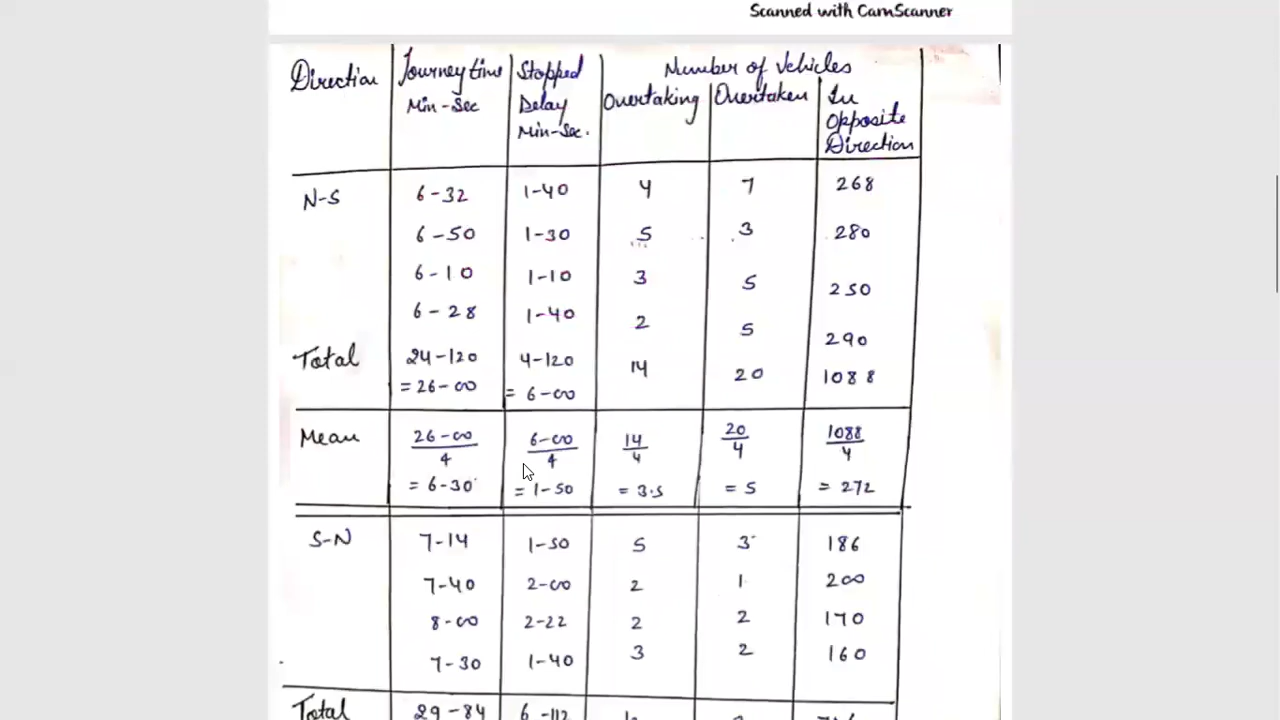 Scanned with CamScanner
Direction Journey time Min-Sec Stopped Delay Min-Sec. Number of Vehicles
Overtaking Overtaken In Opposite Direction
N-S 6-32 1-40 4 7 268
6-50 1-30 5 3 280
6-10 1-10 3 5 250
6-28 1-40 2 5 290
Total 24-120 4-120 14 20 1088
=26-00 = 6-00
Mean 26-00/4 6-00/4 14/4 20/4 1088/4
= 6-30 = 1-50 = 3.5 = 5 = 272
S-N 7-14 1-50 5 3 186
7-40 2-00 2 1 200
8-00 2-22 2 2 170
7-30 1-40 3 2 160
Total 29-84 6-112